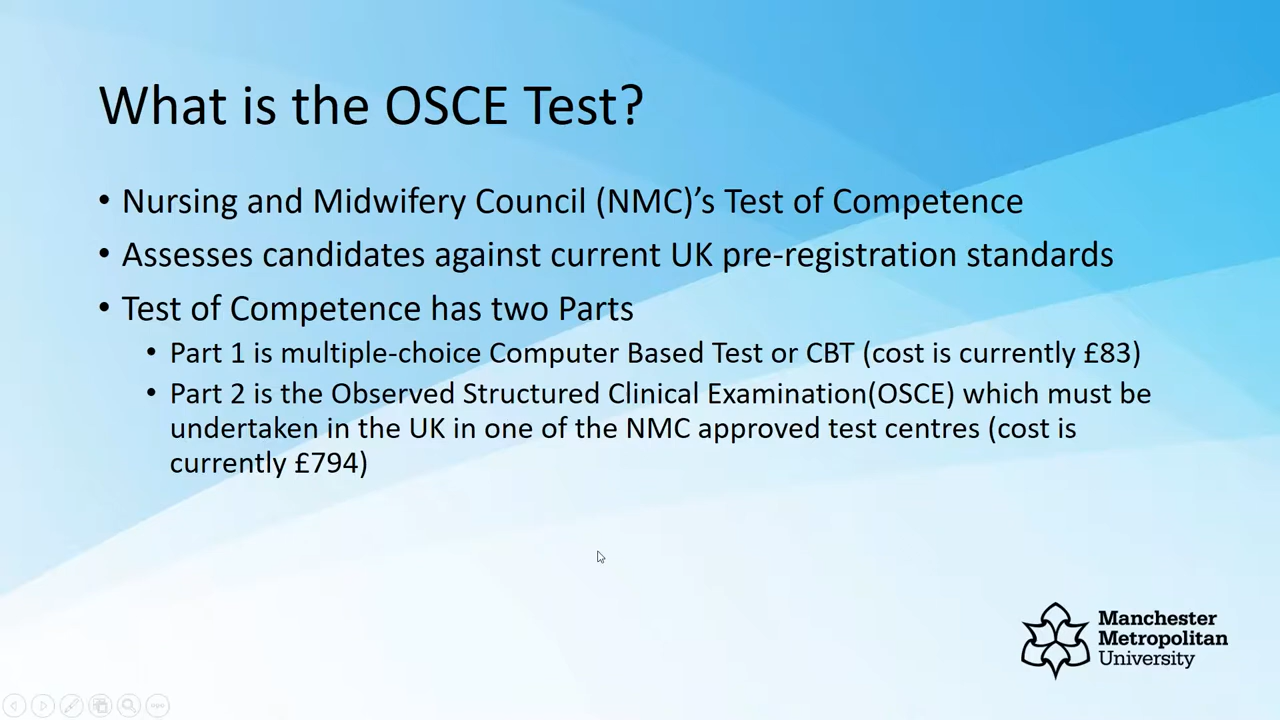 What is the OSCE Test?
• Nursing and Midwifery Council (NMC)’s Test of Competence
• Assesses candidates against current UK pre-registration standards
• Test of Competence has two Parts
• Part 1 is multiple-choice Computer Based Test or CBT (cost is currently £83)
• Part 2 is the Observed Structured Clinical Examination(OSCE) which must be
undertaken in the UK in one of the NMC approved test centres (cost is
currently £794)
Manchester
Metropolitan
University